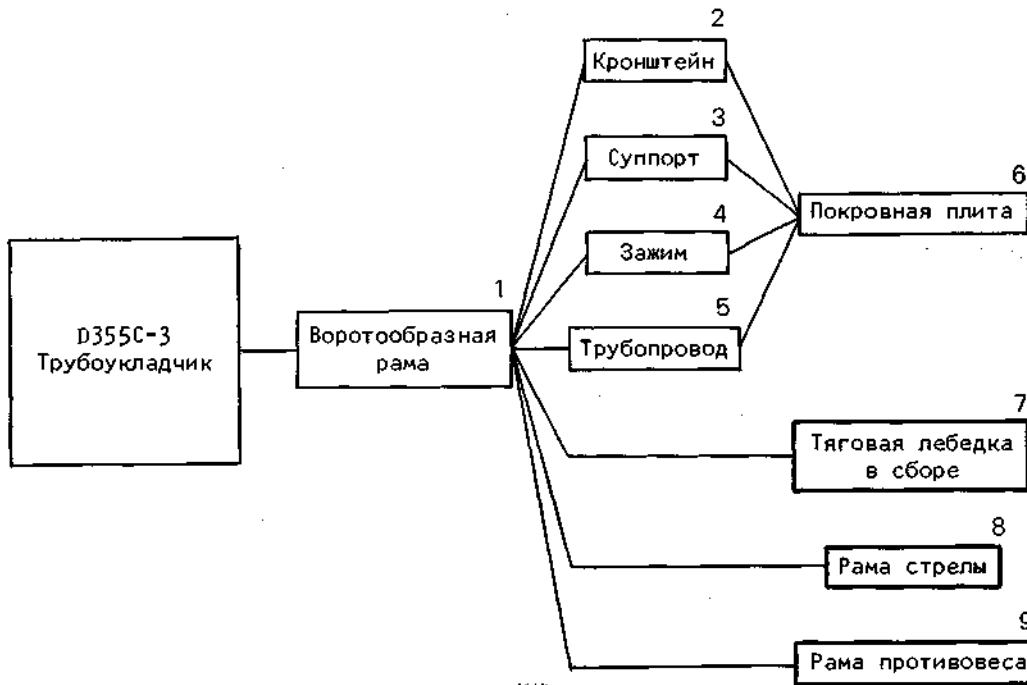 2
Кронштейн
3
Суппорт
6
Покровная плита
4
Зажим
1
5
D355C-3
Трубоукладчик
Воротообразная
рама
Трубопровод
7
Тяговая лебедка
в сборе
8
Рама стрелы
9
Рама противовеса